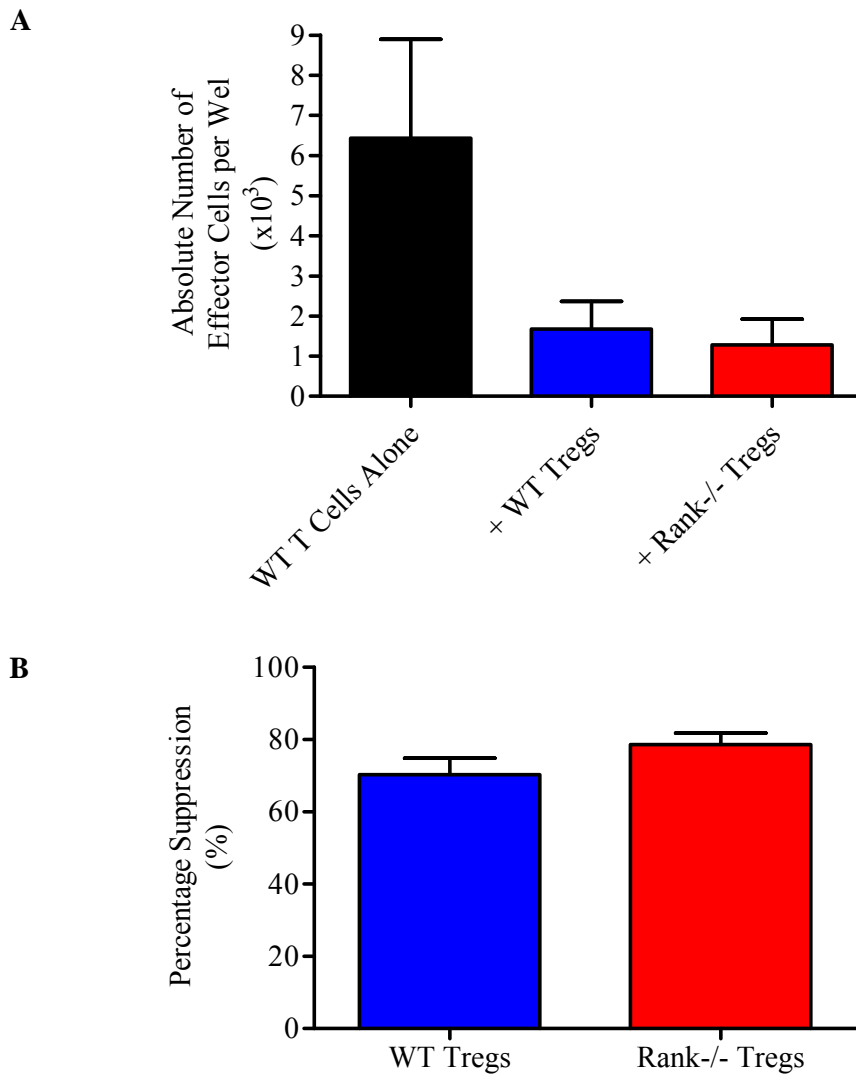 A
Absolute Number of
Effector Cells per Wel
(x10³)
9
8
7
6
5
4
3
2
1
0
WT T Cells Alone
+ WT Tregs
+ Rank-/- Tregs
B
Percentage Suppression
(%)
100
80
60
40
20
0
WT Tregs
Rank-/- Tregs